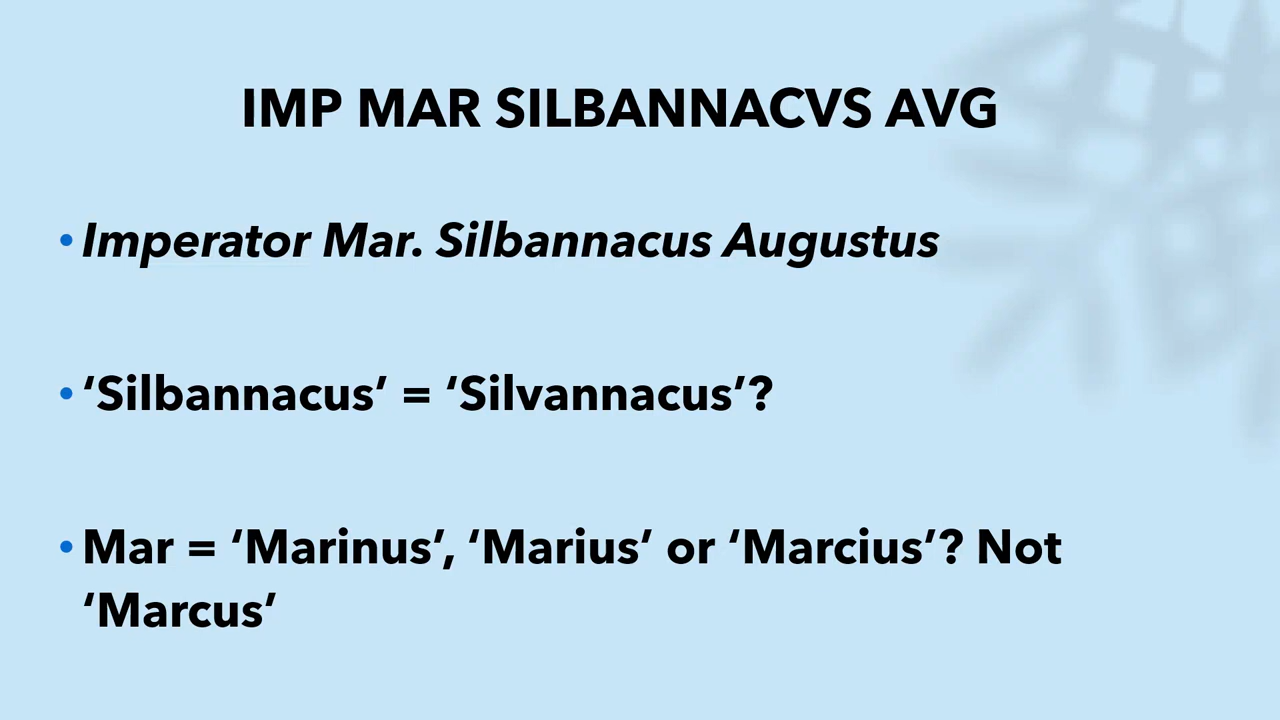 IMP MAR SILBANNACVS AVG
• Imperator Mar. Silbannacus Augustus
• ‘Silbannacus’ = ‘Silvannacus’?
• Mar = ‘Marinus’, ‘Marius’ or ‘Marcius’? Not
‘Marcus’